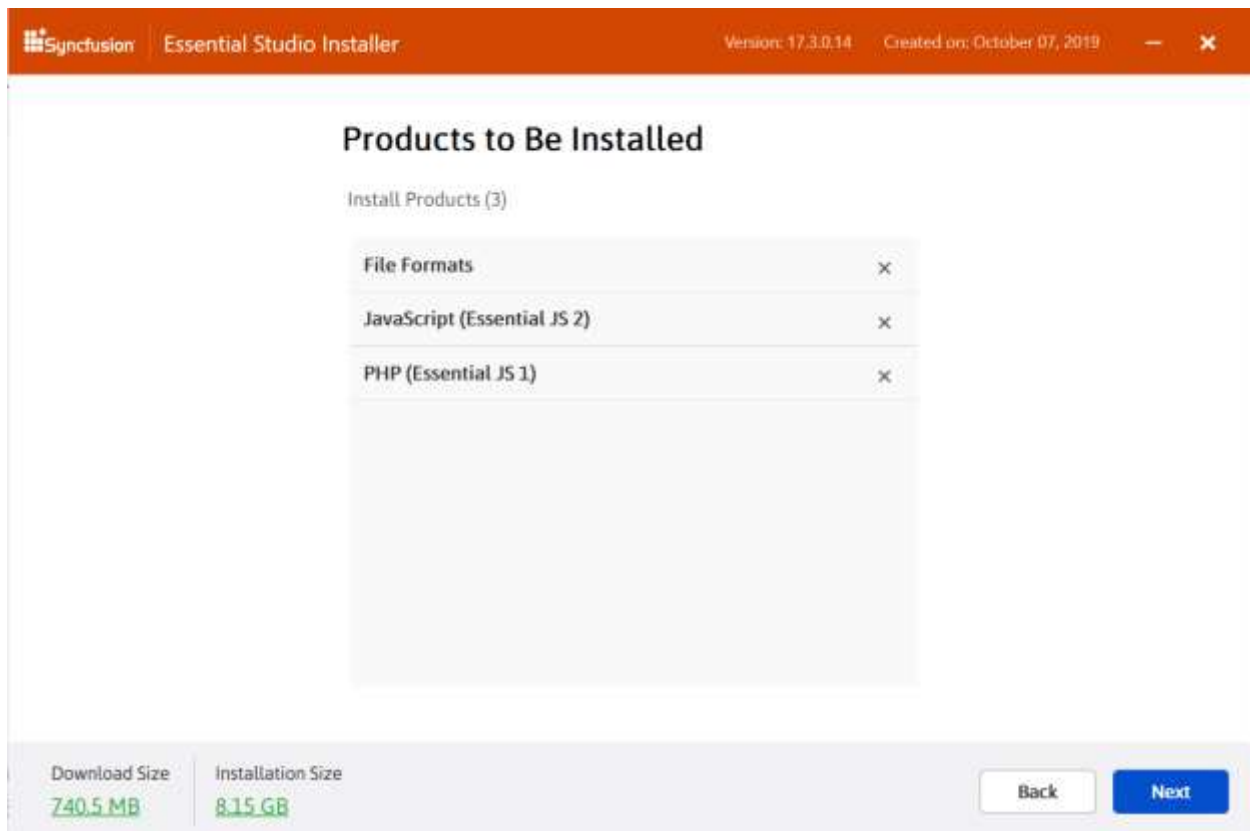 Syncfusion Essential Studio Installer Version: 17.3.0.14 Created on: October 07, 2019
Products to Be Installed
Install Products (3)
File Formats
JavaScript (Essential JS 2)
PHP (Essential JS 1)
Download Size Installation Size
740.5 MB 8.15 GB
Back Next